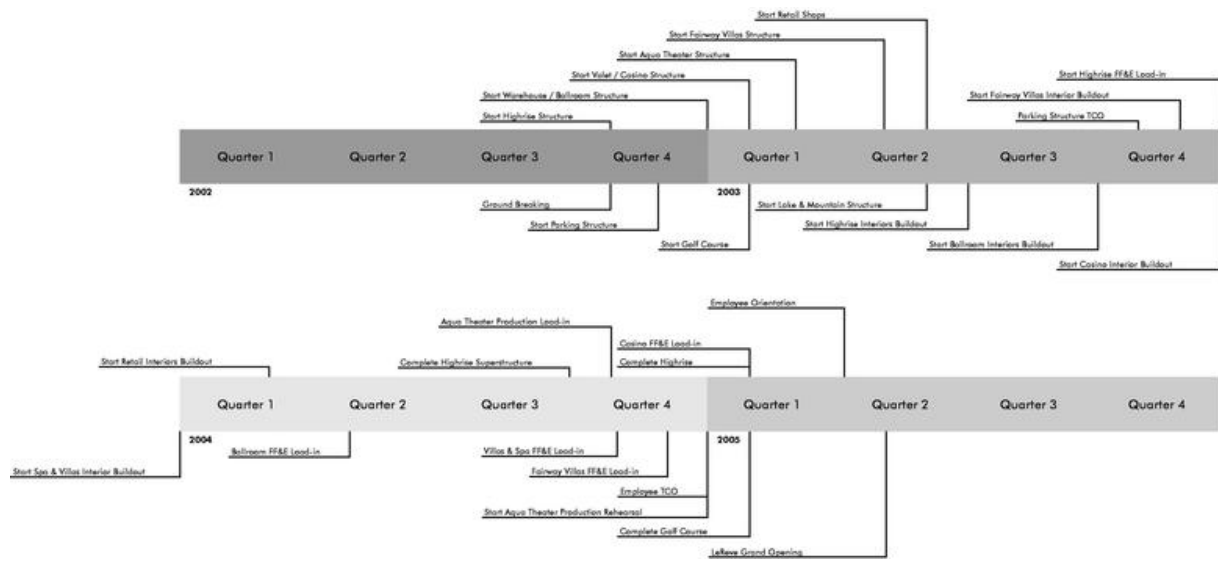 Start Retail Shops
Start Fairway Villas Structure
Start Aqua Theater Structure
Start Valet / Casino Structure
Start Highrise FF&E Load-in
Start Warehouse / Ballroom Structure
Start Fairway Villas Interior Buildout
Start Highrise Structure
Parking Structure TCO
Quarter 1 Quarter 2 Quarter 3 Quarter 4 Quarter 1 Quarter 2 Quarter 3 Quarter 4
2002 2003
Ground Breaking
Start Lake & Mountain Structure
Start Parking Structure
Start Highrise Interiors Buildout
Start Golf Course
Start Ballroom Interiors Buildout
Start Casino Interior Buildout
Employee Orientation
Aqua Theater Production Load-in
Casino FF&E Load-in
Start Retail Interiors Buildout
Complete Highrise Superstructure
Complete Highrise
Quarter 1 Quarter 2 Quarter 3 Quarter 4 Quarter 1 Quarter 2 Quarter 3 Quarter 4
2004 2005
Ballroom FF&E Load-in
Villas & Spa FF&E Load-in
Start Spa & Villas Interior Buildout
Fairway Villas FF&E Load-in
Employee TCO
Start Aqua Theater Production Rehearsal
Complete Golf Course
LeReve Grand Opening